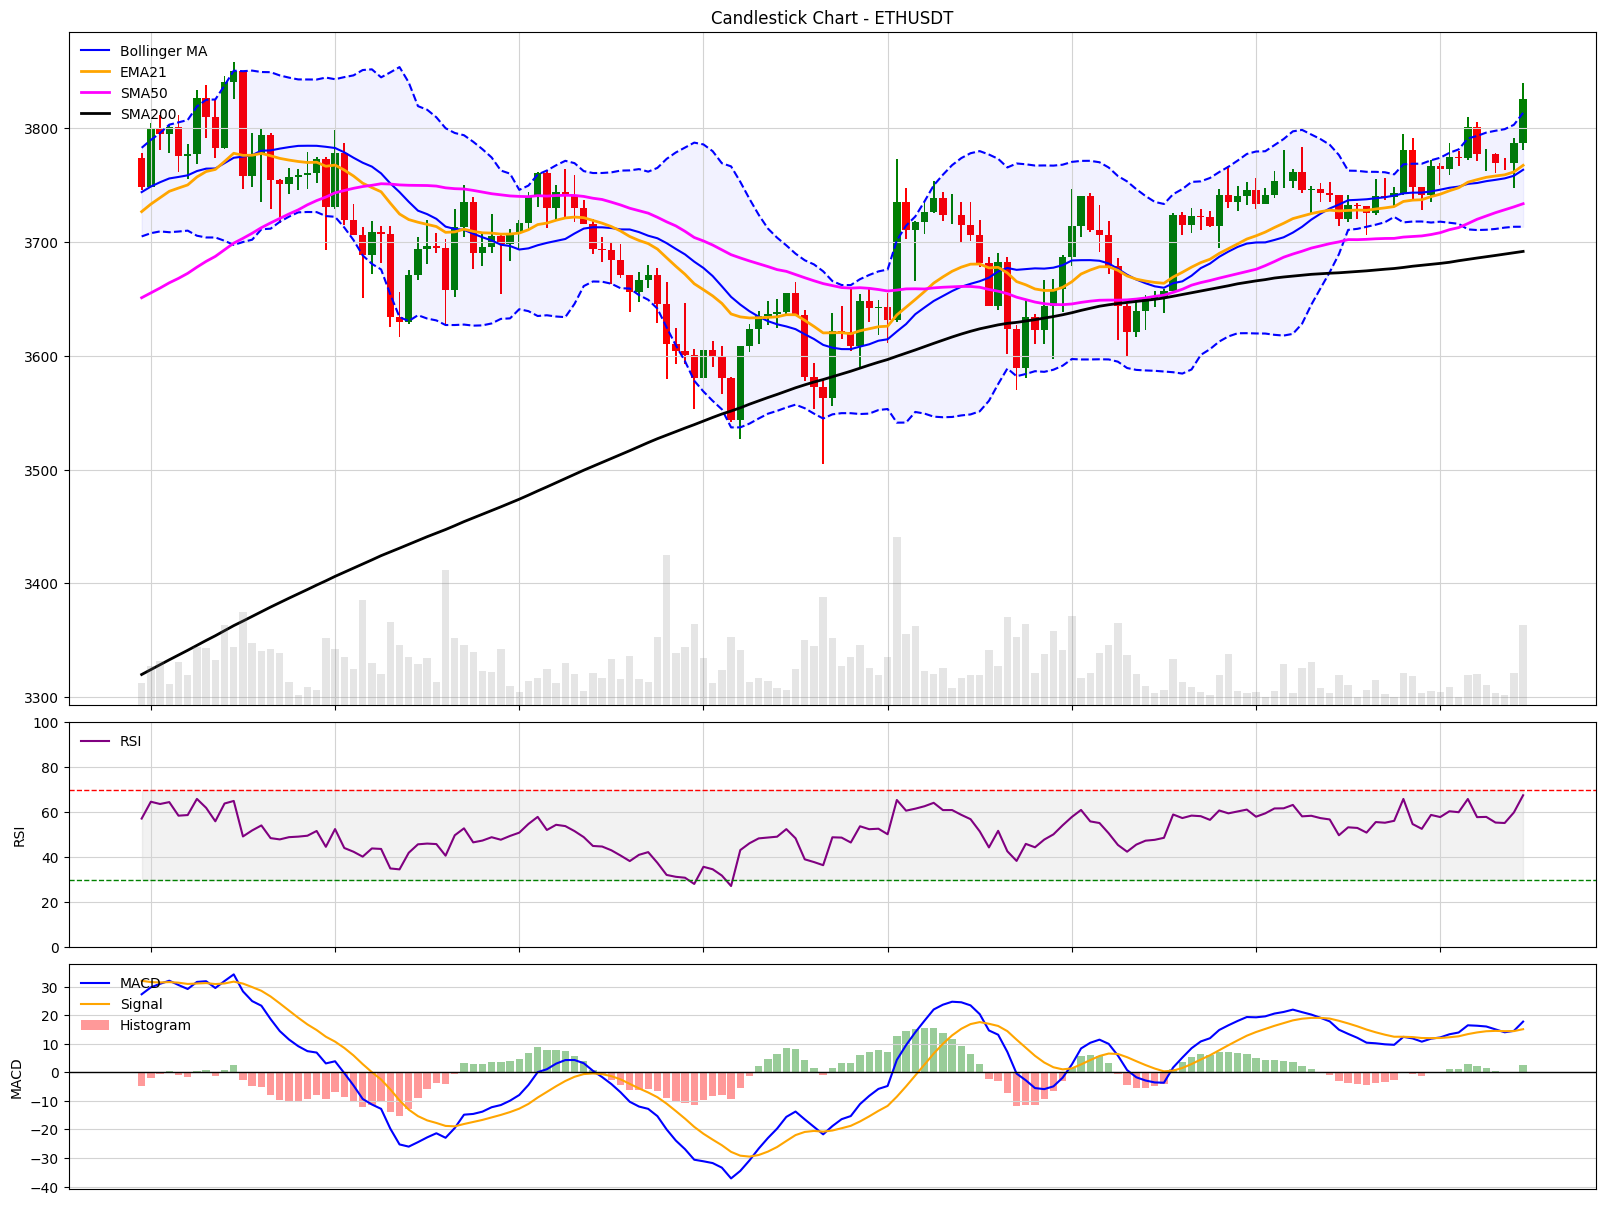 Candlestick Chart - ETHUSDT
Bollinger MA
EMA21
SMA50
SMA200
3800
3700
3600
3500
3400
3300
RSI
100
80
60
40
20
0
RSI
MACD
Signal
Histogram
30
20
10
0
−10
−20
−30
−40
MACD